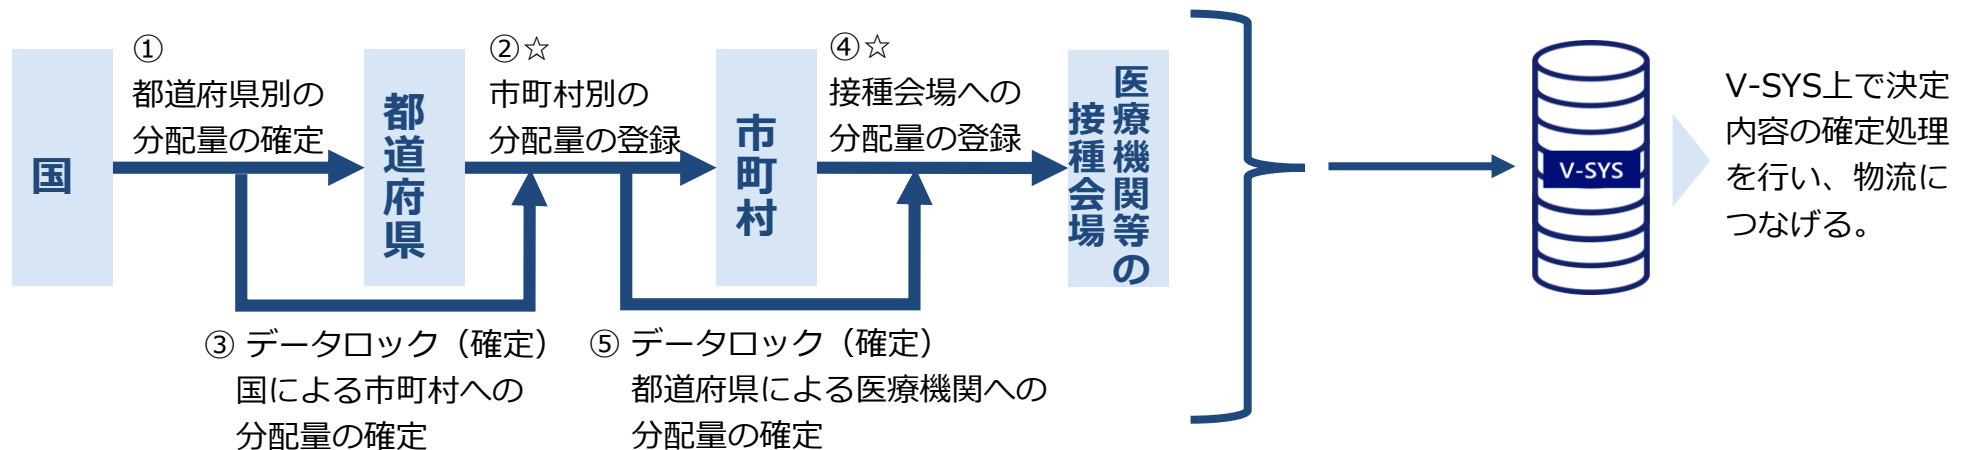 国
①
都道府県別の
分配量の確定
都道府県
②☆
市町村別の
分配量の登録
市町村
④☆
接種会場への
分配量の登録
医療機関等の
接種会場
③ データロック（確定）
国による市町村への
分配量の確定
⑤ データロック（確定）
都道府県による医療機関への
分配量の確定
V-SYS
V-SYS上で決定
内容の確定処理
を行い、物流に
つなげる。